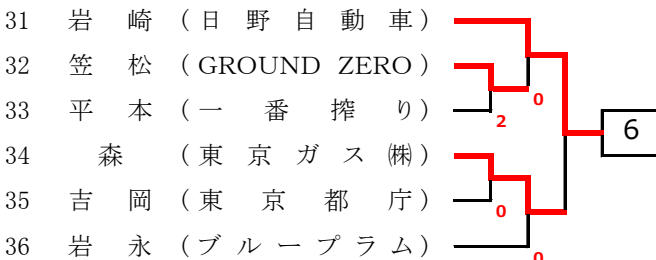 31 岩崎(日野自動車)
32 笠松(GROUND ZERO)
0
33 平本(一番搾り)
2
6
34 森(東京ガス㈱)
35 吉岡(東京都庁)
0
36 岩永(ブループラム)
0